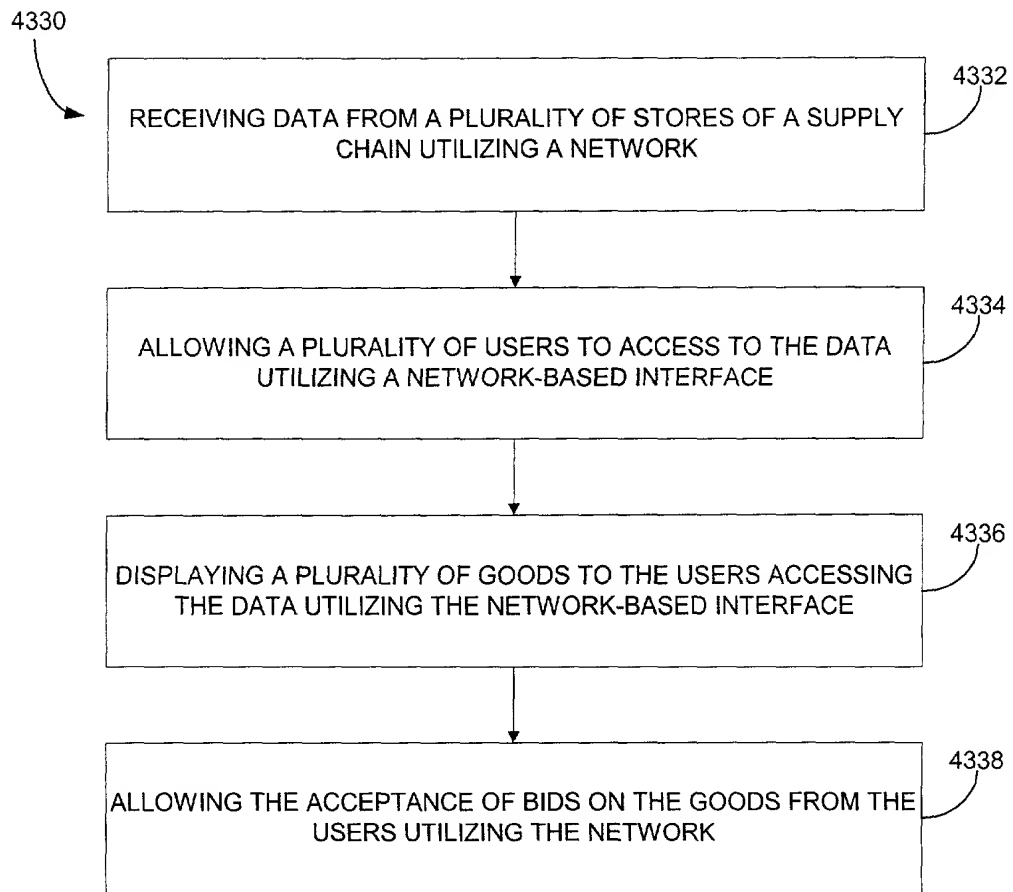 4330
4332
RECEIVING DATA FROM A PLURALITY OF STORES OF A SUPPLY
CHAIN UTILIZING A NETWORK
4334
ALLOWING A PLURALITY OF USERS TO ACCESS TO THE DATA
UTILIZING A NETWORK-BASED INTERFACE
4336
DISPLAYING A PLURALITY OF GOODS TO THE USERS ACCESSING
THE DATA UTILIZING THE NETWORK-BASED INTERFACE
4338
ALLOWING THE ACCEPTANCE OF BIDS ON THE GOODS FROM THE
USERS UTILIZING THE NETWORK